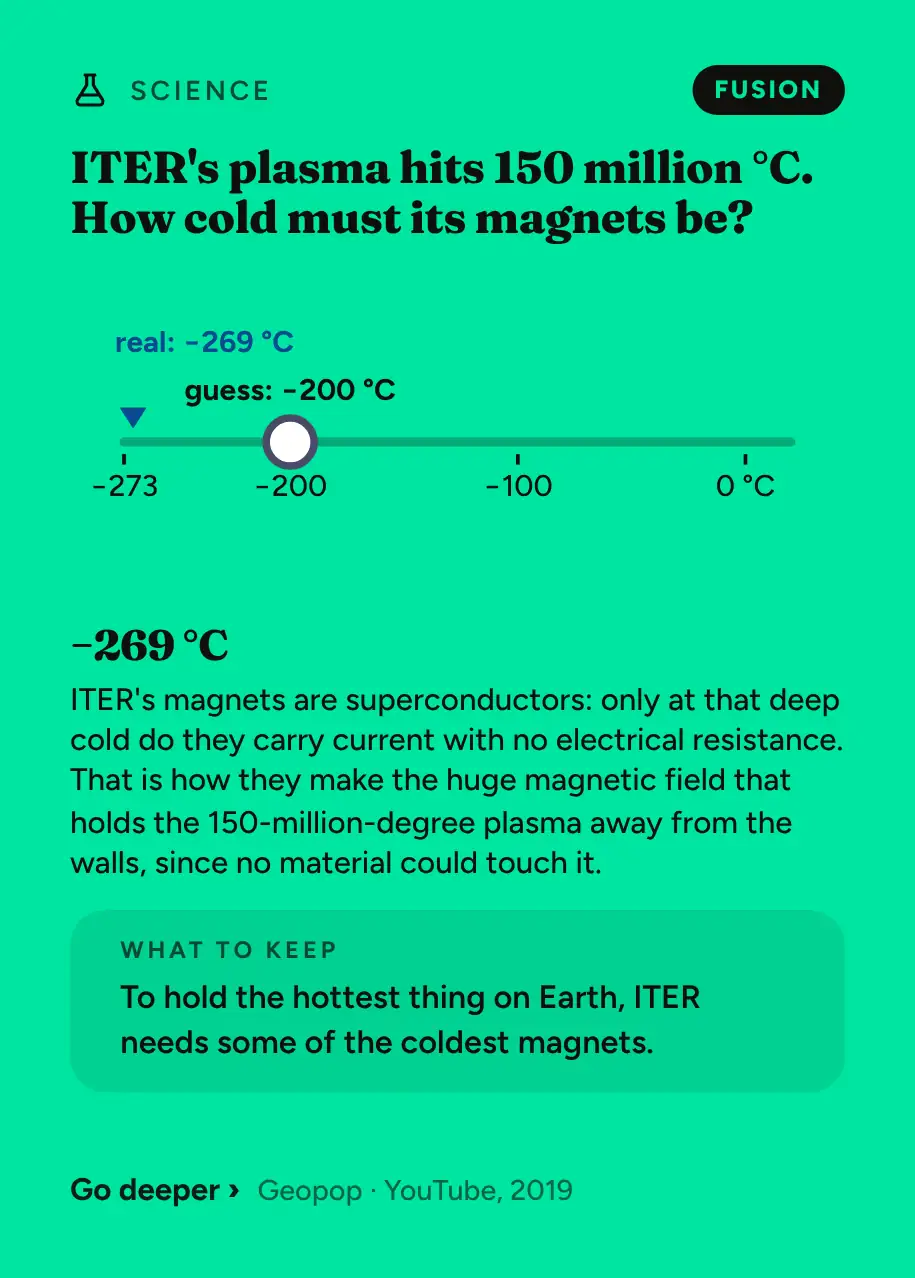 SCIENCE
FUSION
ITER's plasma hits 150 million °C.
How cold must its magnets be?
real: −269 °C
guess: −200 °C
−273 −200 −100 0 °C
−269 °C
ITER's magnets are superconductors: only at that deep
cold do they carry current with no electrical resistance.
That is how they make the huge magnetic field that
holds the 150-million-degree plasma away from the
walls, since no material could touch it.
WHAT TO KEEP
To hold the hottest thing on Earth, ITER
needs some of the coldest magnets.
Go deeper › Geopop · YouTube, 2019